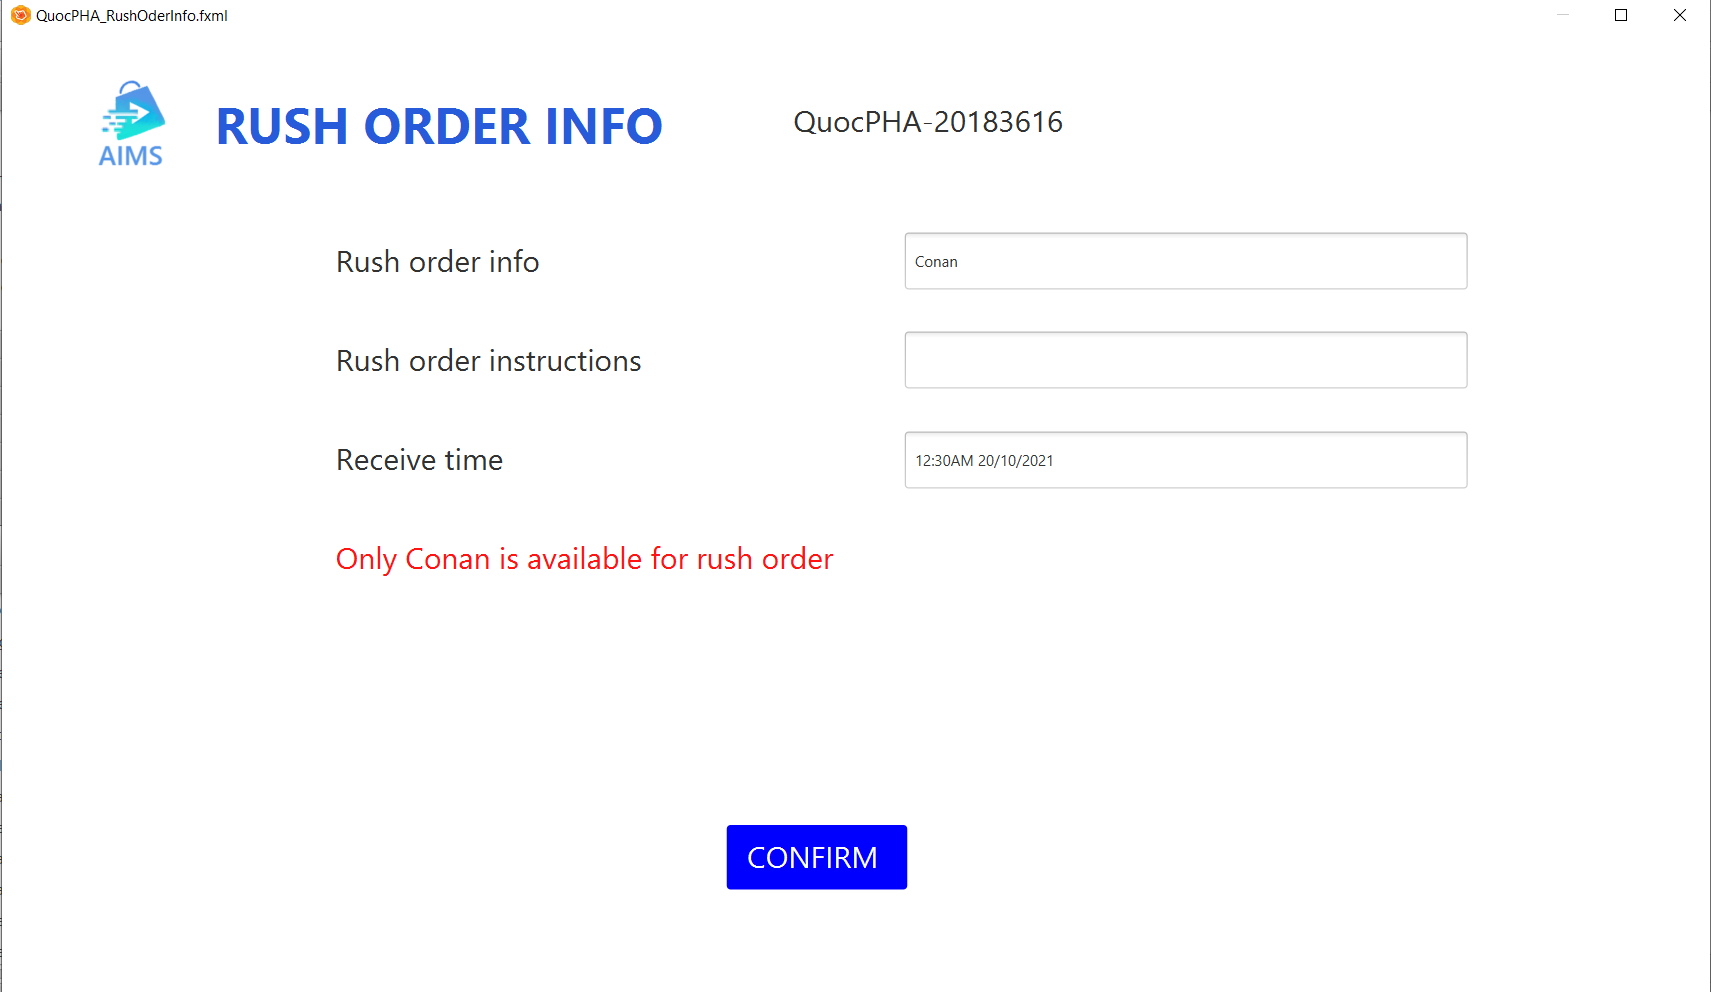 QuocPHA_RushOderInfo.fxml
AIMS
RUSH ORDER INFO
QuocPHA-20183616
Rush order info
Conan
Rush order instructions
Receive time
12:30AM 20/10/2021
Only Conan is available for rush order
CONFIRM